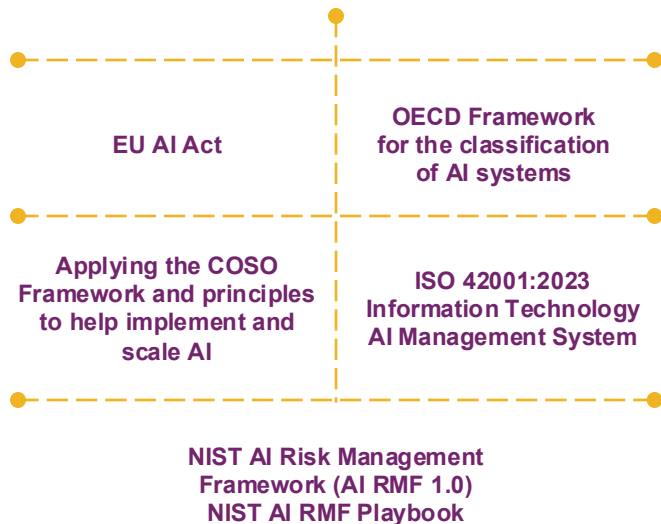 EU AI Act
OECD Framework
for the classification
of AI systems
Applying the COSO
Framework and principles
to help implement and
scale AI
ISO 42001:2023
Information Technology
AI Management System
NIST AI Risk Management
Framework (AI RMF 1.0)
NIST AI RMF Playbook